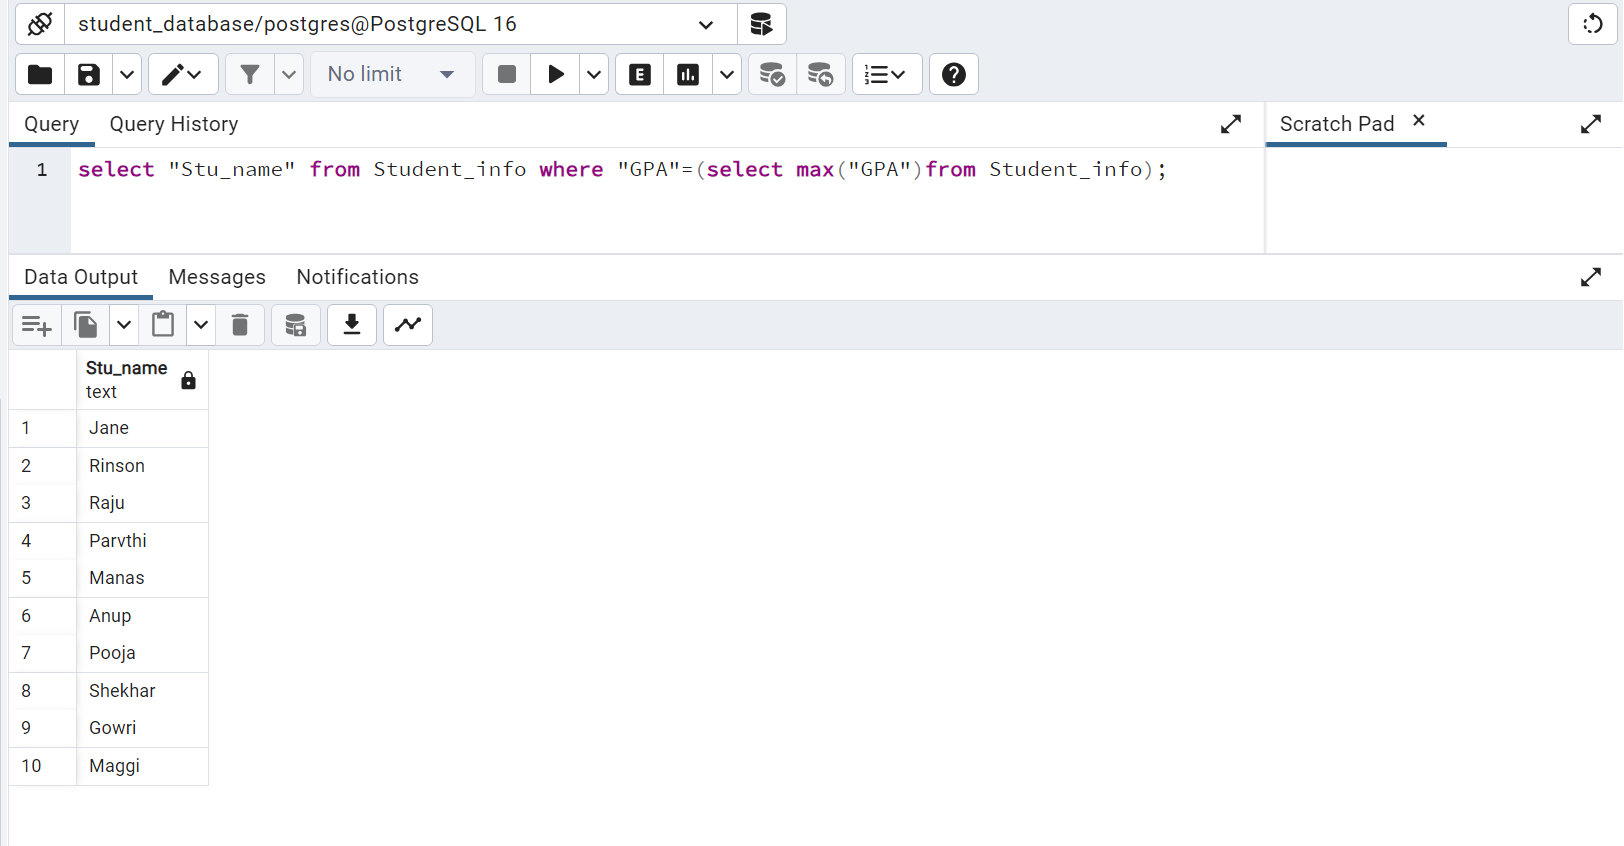 student_database/postgres@PostgreSQL 16
No limit
E
Query Query History
Scratch Pad
1 select "Stu_name" from Student_info where "GPA"=(select max("GPA")from Student_info);
Data Output Messages Notifications
Stu_name
text
1 Jane
2 Rinson
3 Raju
4 Parvthi
5 Manas
6 Anup
7 Pooja
8 Shekhar
9 Gowri
10 Maggi